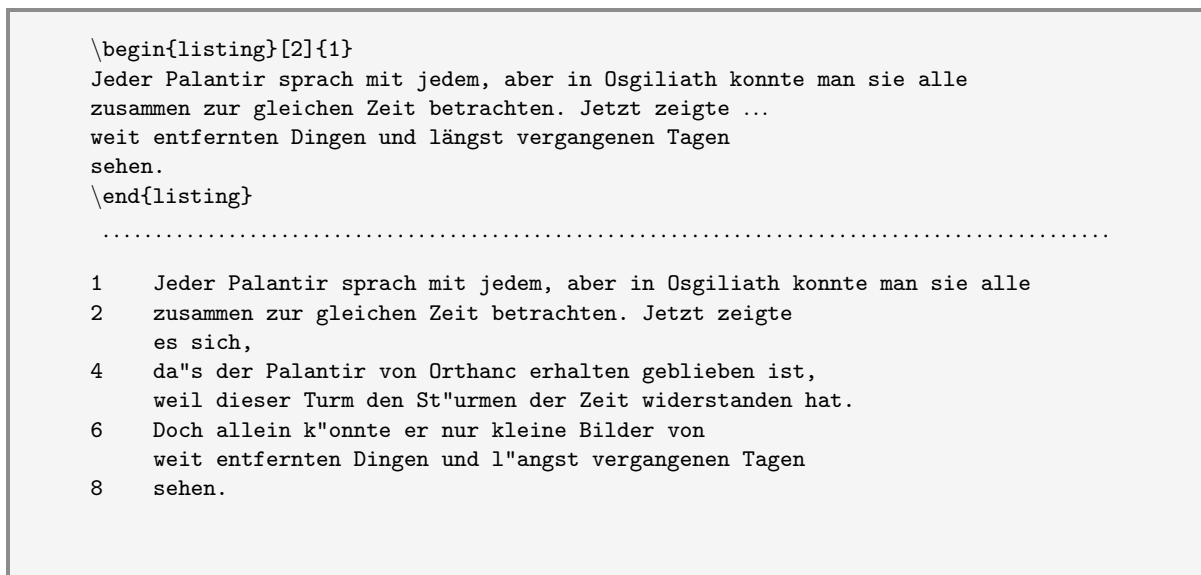 \begin{listing}[2]{1}
Jeder Palantir sprach mit jedem, aber in Osgiliath konnte man sie alle
zusammen zur gleichen Zeit betrachten. Jetzt zeigte ...
weit entfernten Dingen und längst vergangenen Tagen
sehen.
\end{listing}
1 Jeder Palantir sprach mit jedem, aber in Osgiliath konnte man sie alle
2 zusammen zur gleichen Zeit betrachten. Jetzt zeigte
es sich,
4 da"s der Palantir von Orthanc erhalten geblieben ist,
weil dieser Turm den St"urmen der Zeit widerstanden hat.
6 Doch allein k"onnte er nur kleine Bilder von
weit entfernten Dingen und l"angst vergangenen Tagen
8 sehen.